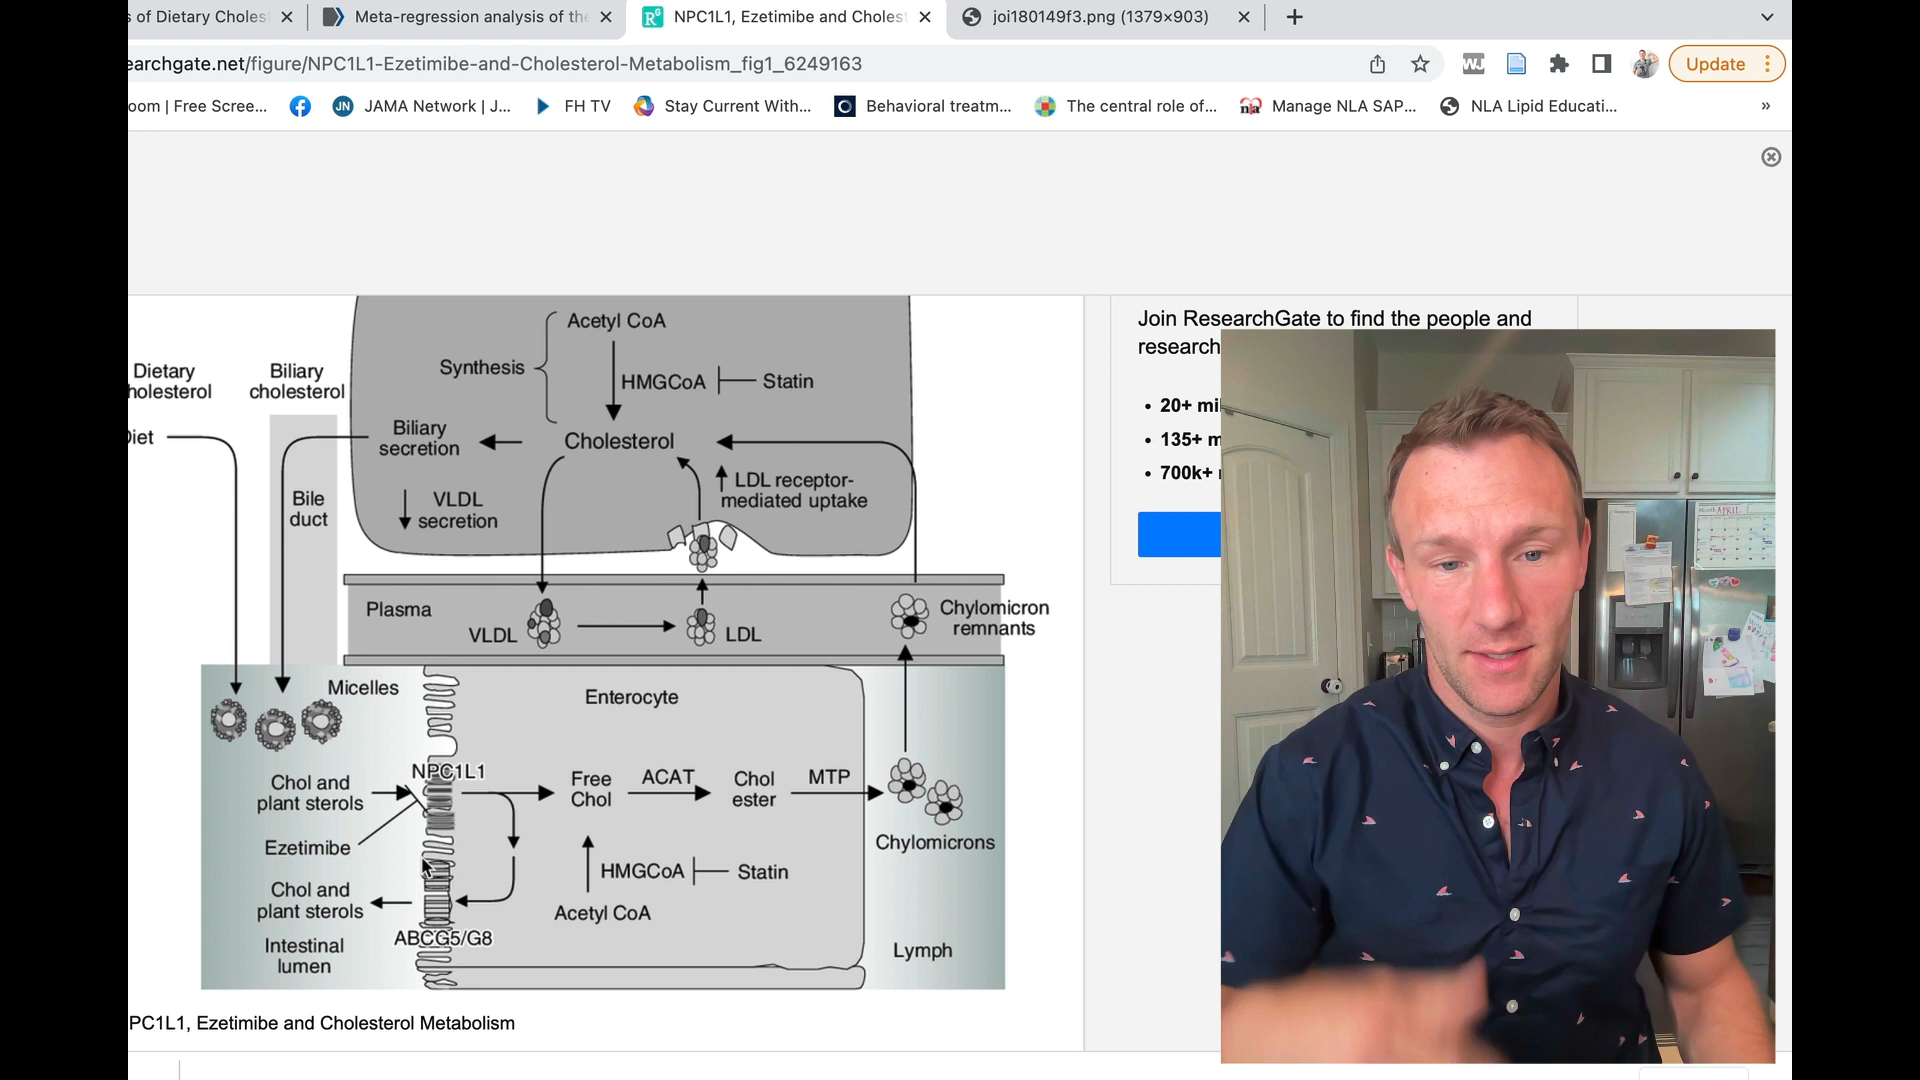 s of Dietary Choles
Meta-regression analysis of the
NPC1L1, Ezetimibe and Choles
joi180149f3.png (1379×903)
earchgate.net/figure/NPC1L1-Ezetimibe-and-Cholesterol-Metabolism_fig1_6249163
Update
oom | Free Scree...
JAMA Network | J...
FH TV
Stay Current With...
Behavioral treatm...
The central role of...
Manage NLA SAP...
NLA Lipid Educati...
»
Join ResearchGate to find the people and
research
20+ mi
135+ m
700k+
Acetyl CoA
Synthesis
HMGCoA
Statin
Dietary
holesterol
Biliary
cholesterol
Diet
Biliary
secretion
Cholesterol
LDL receptor-
mediated uptake
Bile
duct
VLDL
secretion
Plasma
VLDL
LDL
Chylomicron
remnants
Micelles
Enterocyte
NPC1L1
Chol and
plant sterols
Free
Chol
ACAT
Chol
ester
MTP
Ezetimibe
Chylomicrons
HMGCoA
Statin
Chol and
plant sterols
Acetyl CoA
ABCG5/G8
Intestinal
lumen
Lymph
PC1L1, Ezetimibe and Cholesterol Metabolism
APRIL